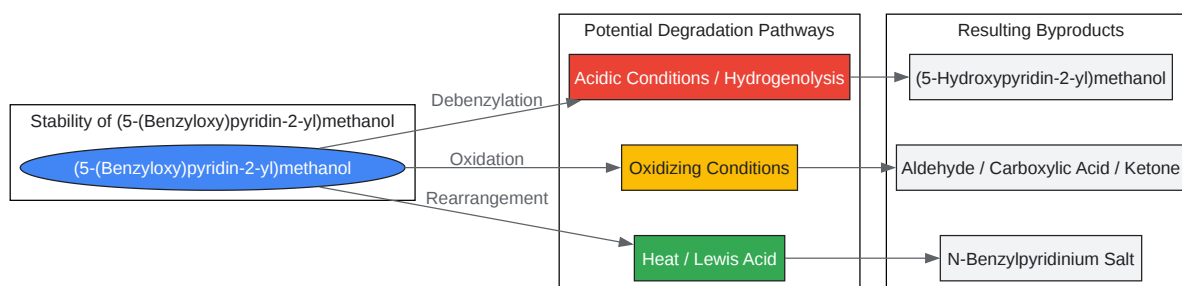 Stability of (5-(Benzyloxy)pyridin-2-yl)methanol
(5-(Benzyloxy)pyridin-2-yl)methanol
Debenzylation
Oxidation
Rearrangement
Potential Degradation Pathways
Acidic Conditions / Hydrogenolysis
Oxidizing Conditions
Heat / Lewis Acid
Resulting Byproducts
(5-Hydroxypyridin-2-yl)methanol
Aldehyde / Carboxylic Acid / Ketone
N-Benzylpyridinium Salt